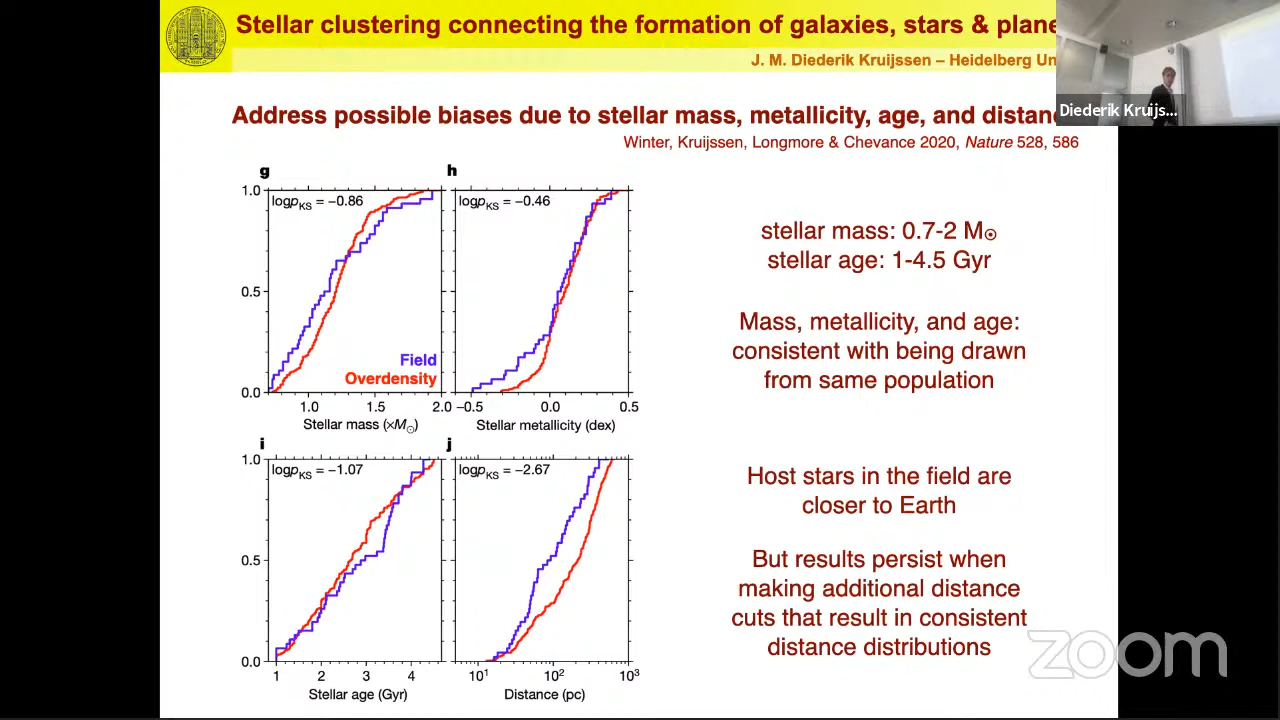 Stellar clustering connecting the formation of galaxies, stars & plane
J. M. Diederik Kruijssen – Heidelberg Un
Diederik Kruijs...
Address possible biases due to stellar mass, metallicity, age, and distan
Winter, Kruijssen, Longmore & Chevance 2020, Nature 528, 586
g
h
1.0
logpKS = −0.86
logpKS = −0.46
0.5
Field
Overdensity
0.0
1.0
1.5
2.0
−0.5
0.0
0.5
Stellar mass (×M⊙)
Stellar metallicity (dex)
i
j
1.0
logpKS = −1.07
logpKS = −2.67
0.5
0.0
1
2
3
4
10¹
10²
10³
Stellar age (Gyr)
Distance (pc)
stellar mass: 0.7-2 M⊙
stellar age: 1-4.5 Gyr
Mass, metallicity, and age:
consistent with being drawn
from same population
Host stars in the field are
closer to Earth
But results persist when
making additional distance
cuts that result in consistent
distance distributions
zoom